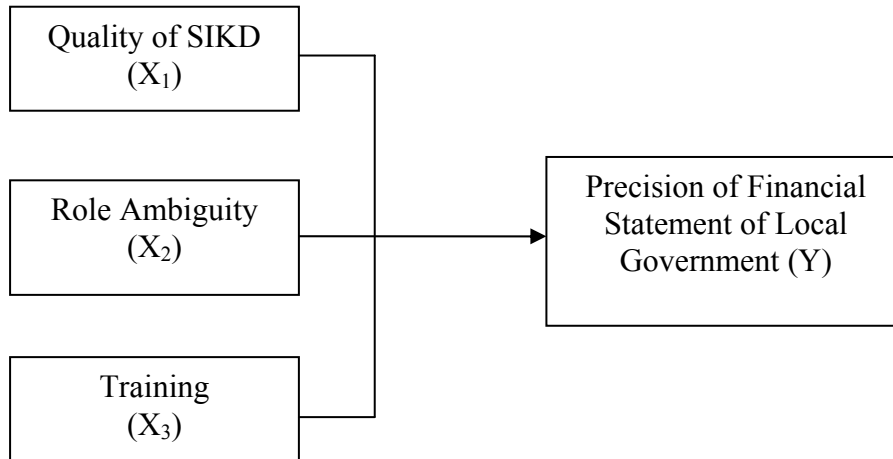 Quality of SIKD
(X₁)
Role Ambiguity
(X₂)
Training
(X₃)
Precision of Financial
Statement of Local
Government (Y)